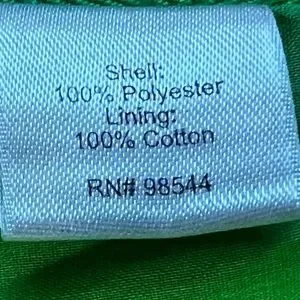 Shell:
100% Polyester
Lining:
100% Cotton
RN# 98544